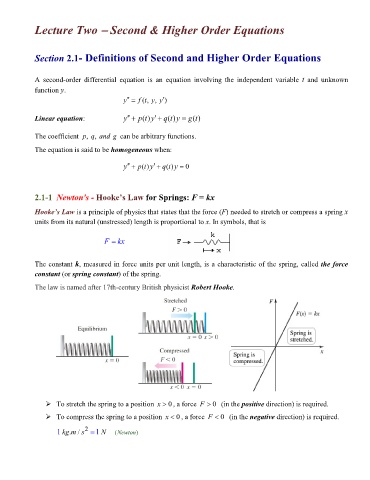 Lecture Two – Second & Higher Order Equations
Section 2.1- Definitions of Second and Higher Order Equations
A second-order differential equation is an equation involving the independent variable t and unknown
function y.
y″ = f(t, y, y′)
Linear equation: y″ + p(t)y′ + q(t)y = g(t)
The coefficient p, q, and g can be arbitrary functions.
The equation is said to be homogeneous when:
y″ + p(t)y′ + q(t)y = 0
2.1-1 Newton's - Hooke's Law for Springs: F = kx
Hooke's Law is a principle of physics that states that the force (F) needed to stretch or compress a spring x
units from its natural (unstressed) length is proportional to x. In symbols, that is
k
F = kx F
x
The constant k, measured in force units per unit length, is a characteristic of the spring, called the force
constant (or spring constant) of the spring.
The law is named after 17th-century British physicist Robert Hooke.
Stretched
F > 0
x = 0 x > 0
Equilibrium
x = 0
Compressed
F < 0
x < 0 x = 0
F
F(x) = kx
Spring is
stretched.
x
Spring is
compressed.
➢ To stretch the spring to a position x > 0, a force F > 0 (in the positive direction) is required.
➢ To compress the spring to a position x < 0, a force F < 0 (in the negative direction) is required.
1 kg.m / s² = 1 N (Newton)